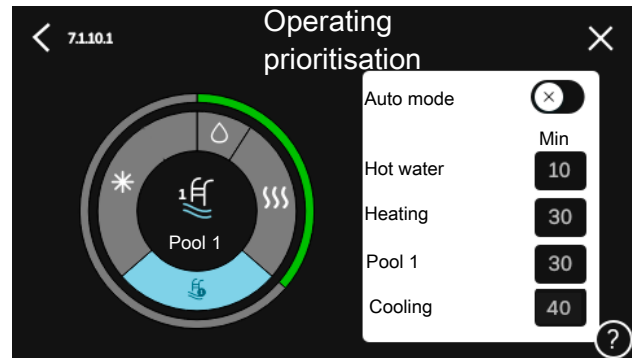 7.1.10.1
Operating
prioritisation
Auto mode
Min
Hot water 10
Heating 30
Pool 1 30
Cooling 40
1
Pool 1
?